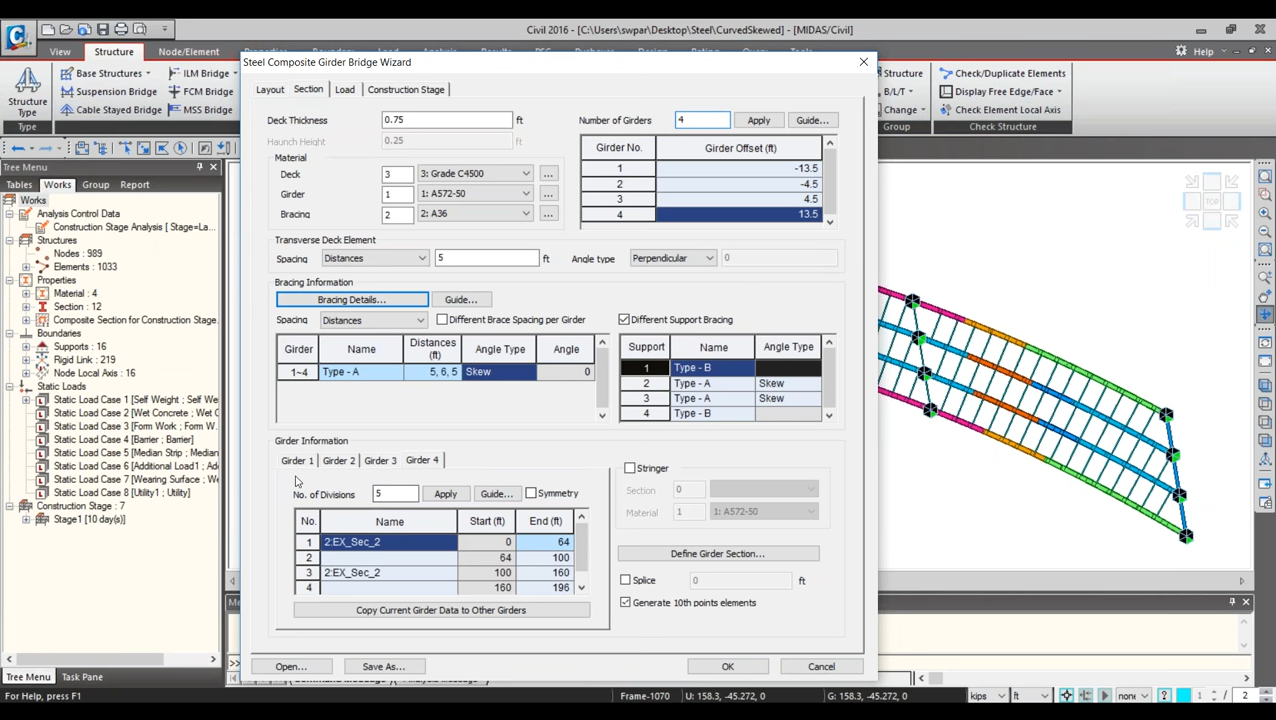 Civil 2016 - [C:\Users\swpar\Desktop\Steel\CurvedSkewed] - [MIDAS/Civil]
View Structure Node/Element
Help
Base Structures ILM Bridge
Suspension Bridge FCM Bridge
Cable Stayed Bridge MSS Bridge
Structure Type
Type
Structure Check/Duplicate Elements
B/L/T Display Free Edge/Face
Change Check Element Local Axis
Group Check Structure
Tree Menu
Tables Works Group Report
Works
Analysis Control Data
Construction Stage Analysis [ Stage=La...
Structures
Nodes : 989
Elements : 1033
Properties
Material : 4
Section : 12
Composite Section for Construction Stage
Boundaries
Supports : 16
Rigid Link : 219
Node Local Axis : 16
Static Loads
Static Load Case 1 [Self Weight ; Self
Static Load Case 2 [Wet Concrete ; Wet
Static Load Case 3 [Form Work ; Form W
Static Load Case 4 [Barrier ; Barrier]
Static Load Case 5 [Median Strip ; Median
Static Load Case 6 [Additional Load1 ; Add
Static Load Case 7 [Wearing Surface ; We
Static Load Case 8 [Utility1 ; Utility]
Construction Stage : 7
Stage1 [10 day(s)]
Tree Menu Task Pane
Steel Composite Girder Bridge Wizard
Layout Section Load Construction Stage
Deck Thickness 0.75 ft
Haunch Height 0.25 ft
Material
Deck 3 3: Grade C4500 ...
Girder 1 1: A572-50 ...
Bracing 2 2: A36 ...
Number of Girders 4 Apply Guide...
Girder No. Girder Offset (ft)
1 -13.5
2 -4.5
3 4.5
4 13.5
Transverse Deck Element
Spacing Distances 5 ft Angle type Perpendicular 0
Bracing Information
Bracing Details... Guide...
Spacing Distances Different Brace Spacing per Girder Different Support Bracing
Girder Name Distances (ft) Angle Type Angle
1~4 Type - A 5, 6, 5 Skew 0
Support Name Angle Type
1 Type - B
2 Type - A Skew
3 Type - A Skew
4 Type - B
Girder Information
Girder 1 Girder 2 Girder 3 Girder 4
No. of Divisions 5 Apply Guide... Symmetry
No. Name Start (ft) End (ft)
1 2:EX_Sec_2 0 64
2 64 100
3 2:EX_Sec_2 100 160
4 160 196
Copy Current Girder Data to Other Girders
Stringer
Section 0
Material 1 1: A572-50
Define Girder Section...
Splice 0 ft
Generate 10th points elements
Open... Save As... OK Cancel
TOP
>>
For Help, press F1 Frame-1070 U: 158.3, -45.272, 0 G: 158.3, -45.272, 0 kips ft none ? 1 / 2